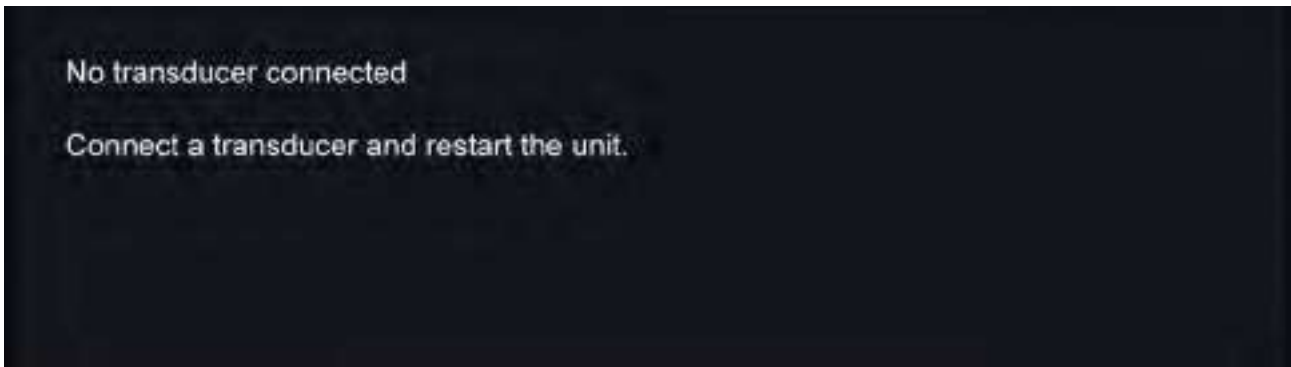 No transducer connected
Connect a transducer and restart the unit.